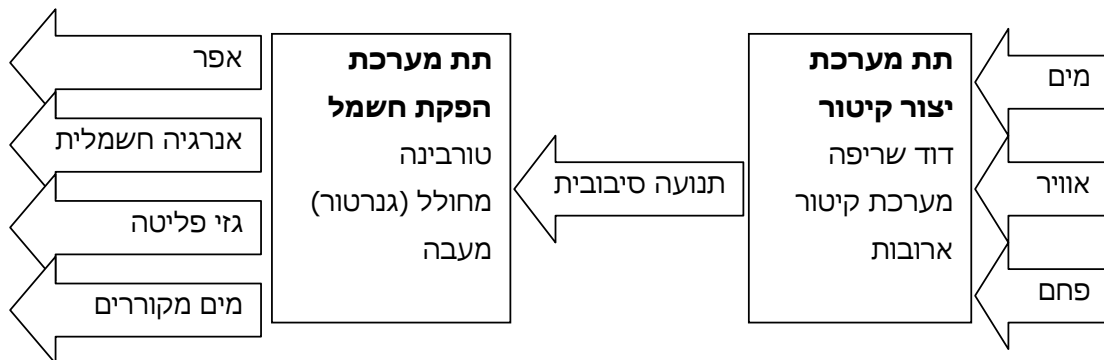 מים
אוויר
פחם
תת מערכת
יצור קיטור
דוד שריפה
מערכת קיטור
ארובות
תנועה סיבובית
תת מערכת
הפקת חשמל
טורבינה
מחולל (גנרטור)
מעבה
אפר
אנרגיה חשמלית
גזי פליטה
מים מקוררים